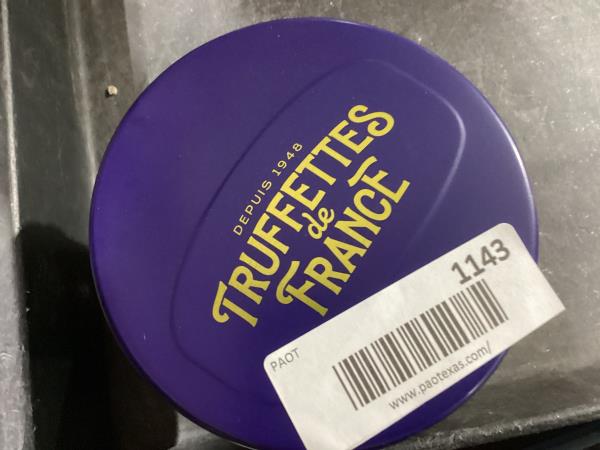 DEPUIS 1948
TRUFFETTES
de
FRANCE
PAOT
1143
www.paotexas.com/